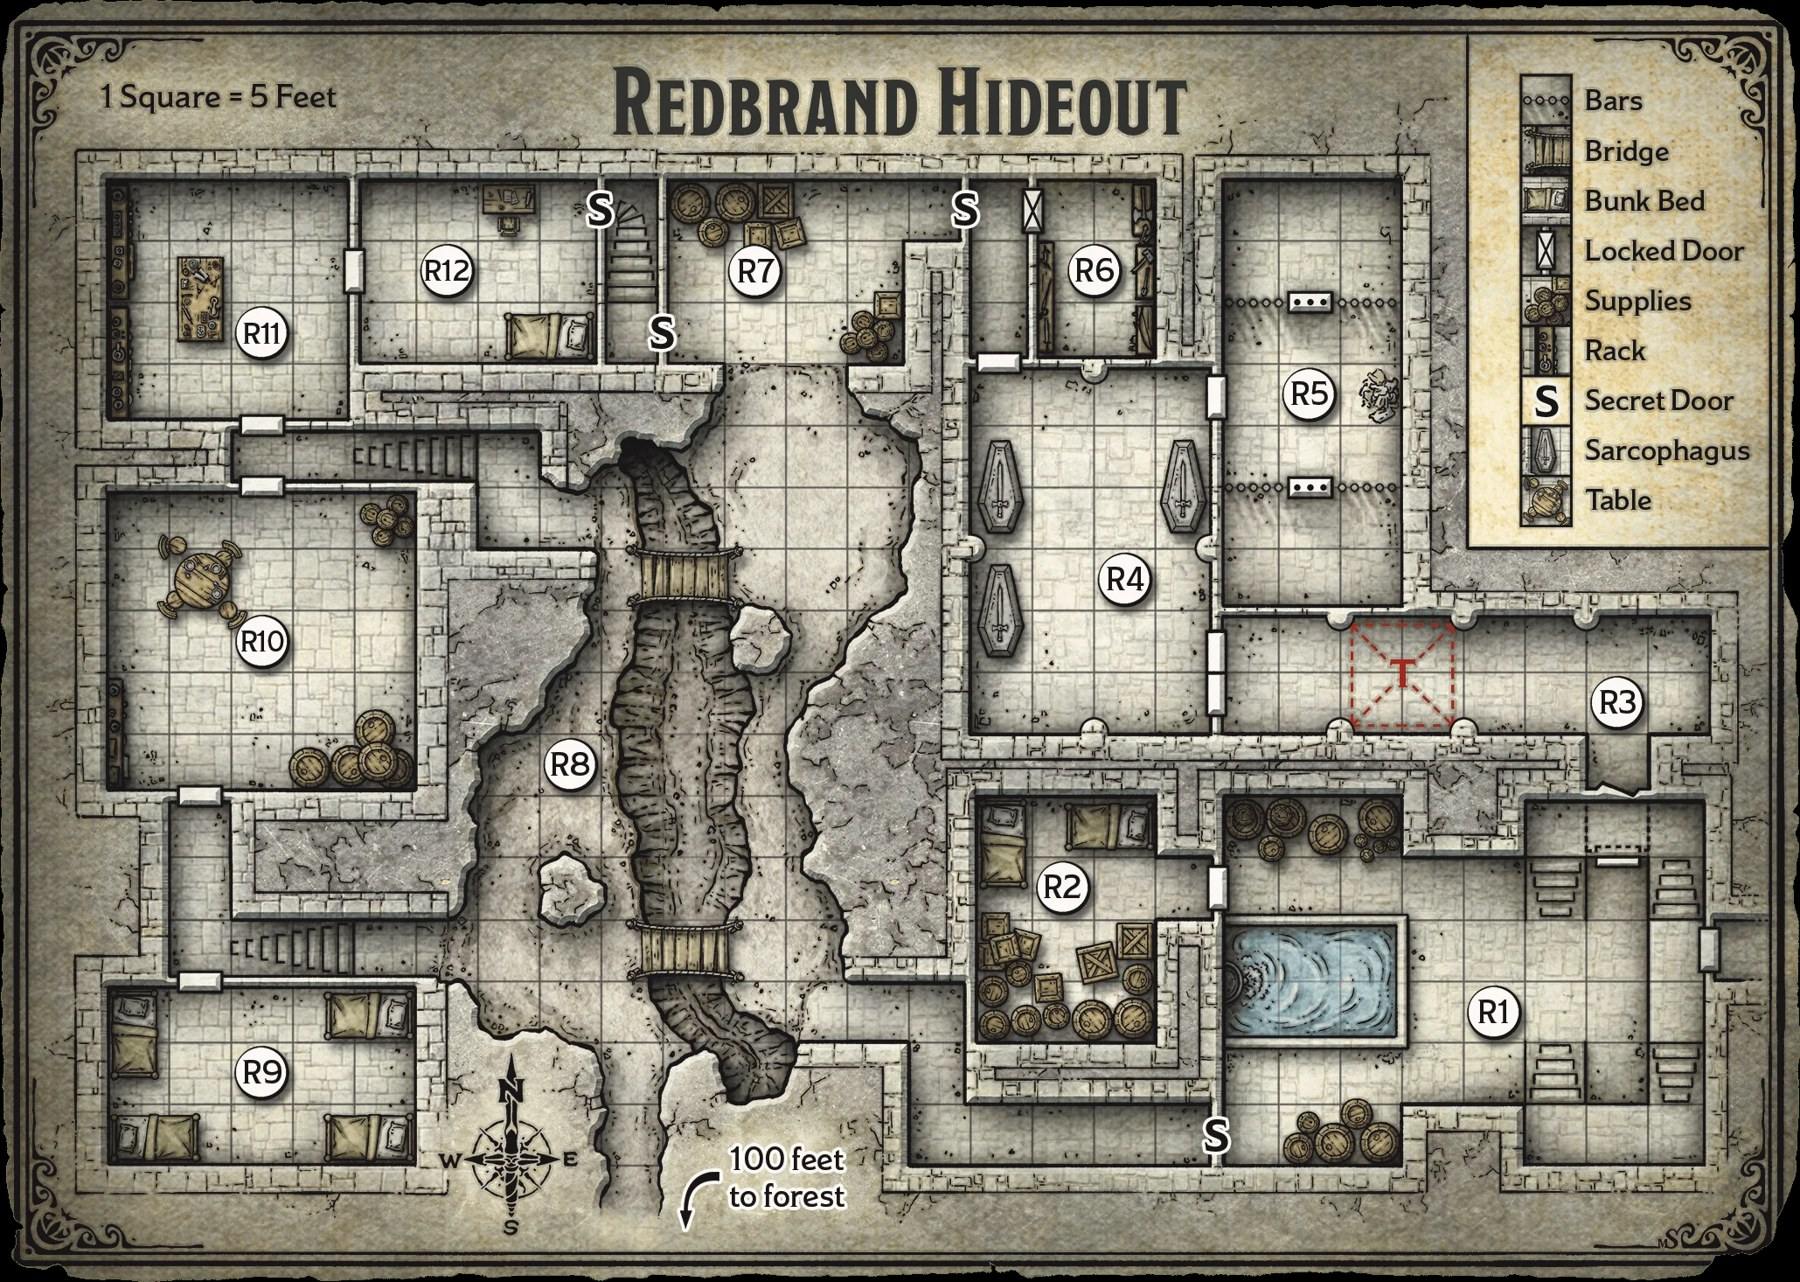 1 Square = 5 Feet
REDBRAND HIDEOUT
Bars
Bridge
Bunk Bed
Locked Door
Supplies
Rack
S Secret Door
Sarcophagus
Table
S
S
R12
R7
R6
R11
S
R5
R4
R10
T
R3
R8
R2
R1
R9
N
W
E
S
S
100 feet
to forest
MS